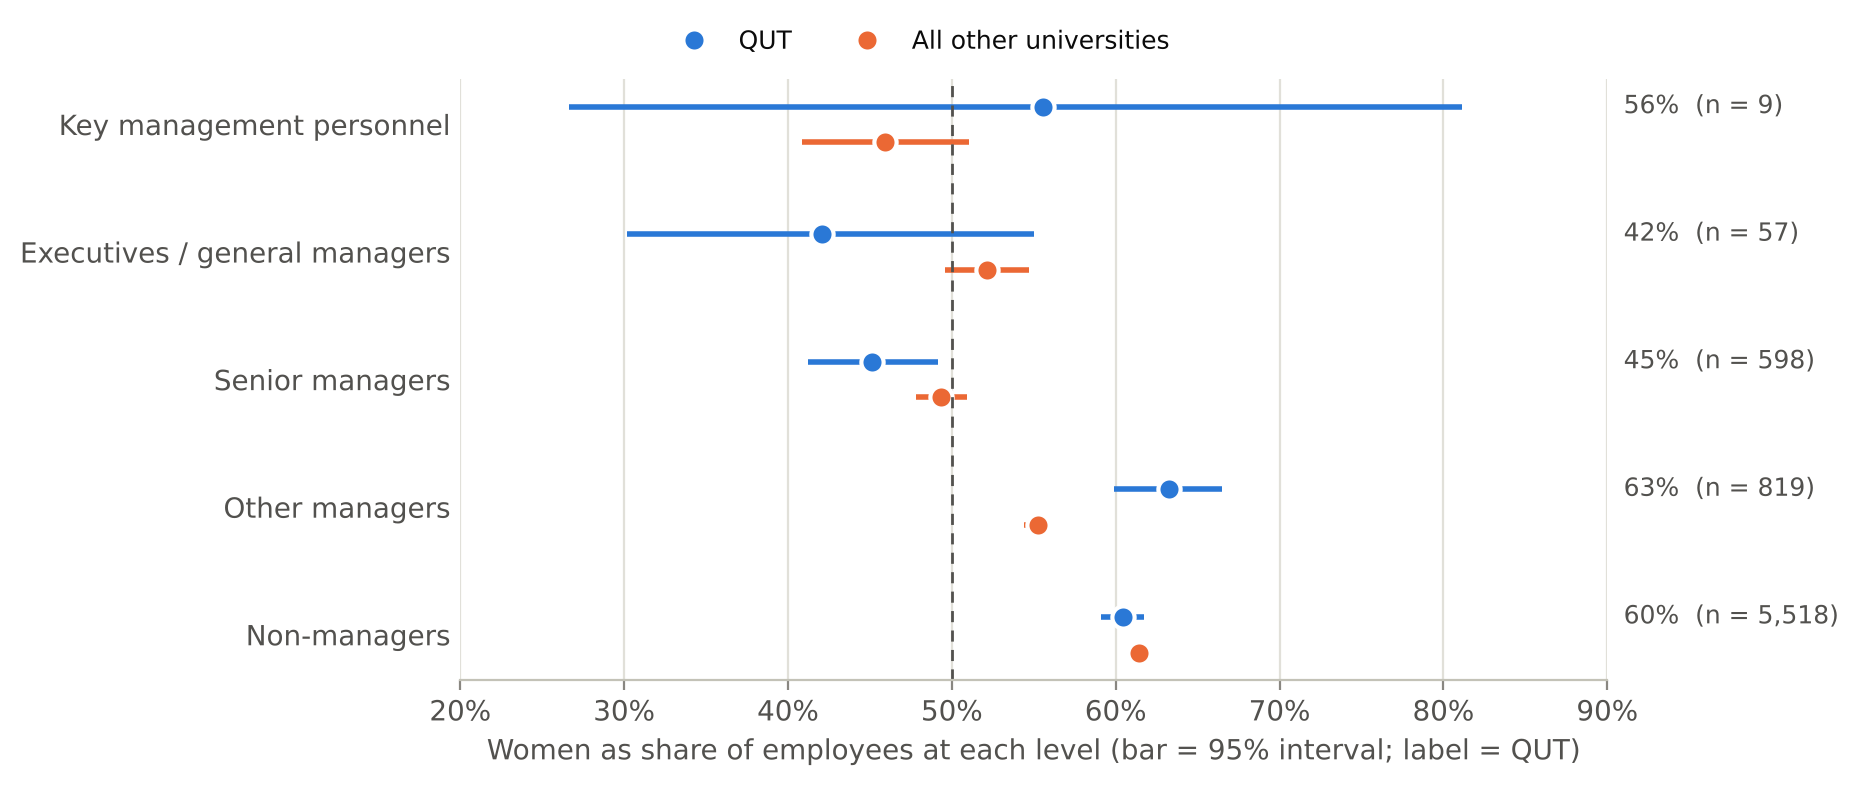 QUT All other universities
Key management personnel 56% (n = 9)
Executives / general managers 42% (n = 57)
Senior managers 45% (n = 598)
Other managers 63% (n = 819)
Non-managers 60% (n = 5,518)
20% 30% 40% 50% 60% 70% 80% 90%
Women as share of employees at each level (bar = 95% interval; label = QUT)